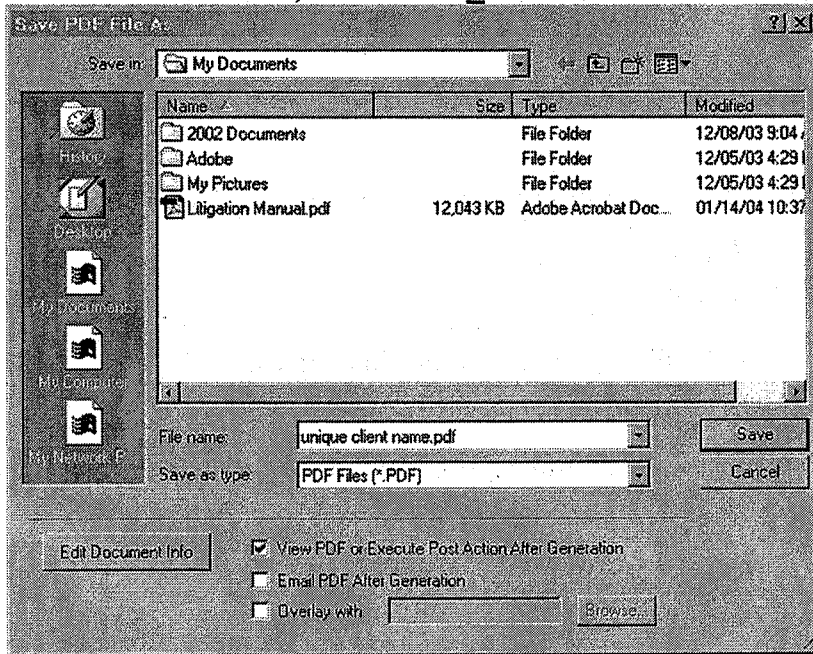 Save PDF File As
Save in: My Documents
Name Size Type Modified
2002 Documents File Folder 12/08/03 9:04
Adobe File Folder 12/05/03 4:29
My Pictures File Folder 12/05/03 4:29
Litigation Manual.pdf 12,043 KB Adobe Acrobat Doc... 01/14/04 10:37
History
Desktop
My Documents
My Computer
My Network P...
File name: unique client name.pdf Save
Save as type: PDF Files (*.PDF) Cancel
Edit Document Info
View PDF or Execute Post Action After Generation
Email PDF After Generation
Overlay with Browse...